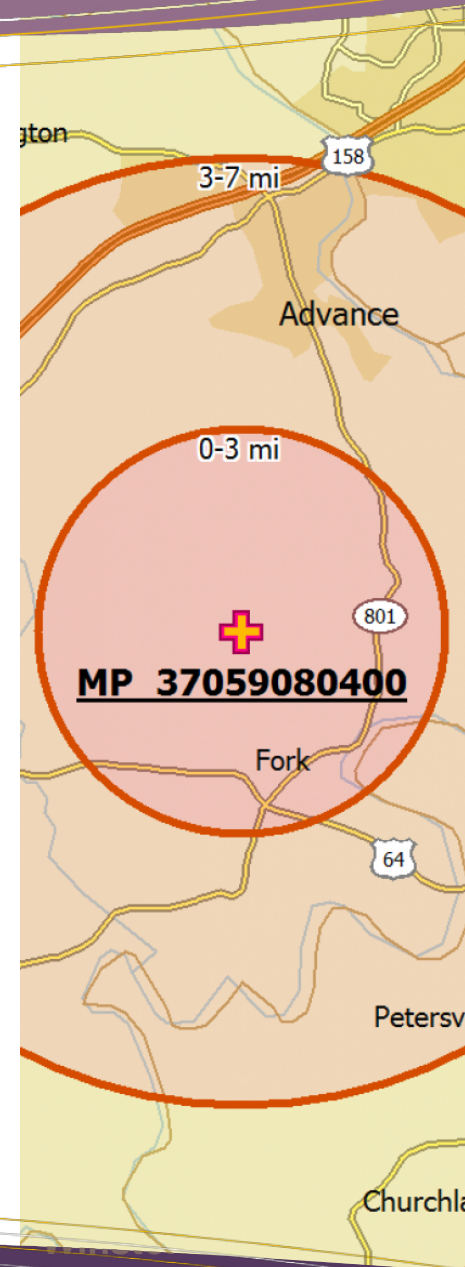 gton
158
3-7 mi
Advance
0-3 mi
801
MP 37059080400
Fork
64
Petersv
Churchla